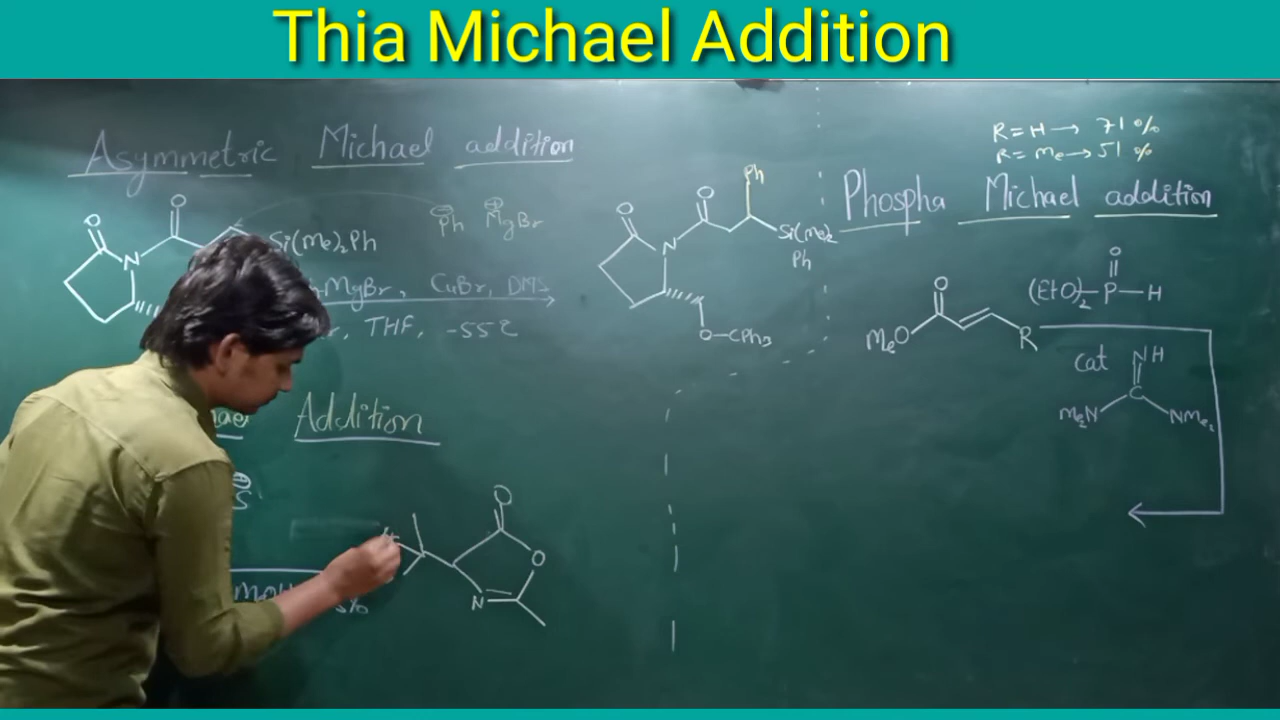 Thia Michael Addition
Asymmetric Michael addition
O O
N
Si(Me)2Ph
Ph ⊖ MgBr ⊕
MgBr, CuBr, DMS
THF, -55℃
O O Ph
N
Si(Me)2
Ph
O-CPh3
Addition
S ⊖
O
O
N
R=H → 71%
R=Me → 51%
Phospha Michael addition
O
(EtO)2-P-H
O
MeO
R
cat NH
C
Me2N NMe2